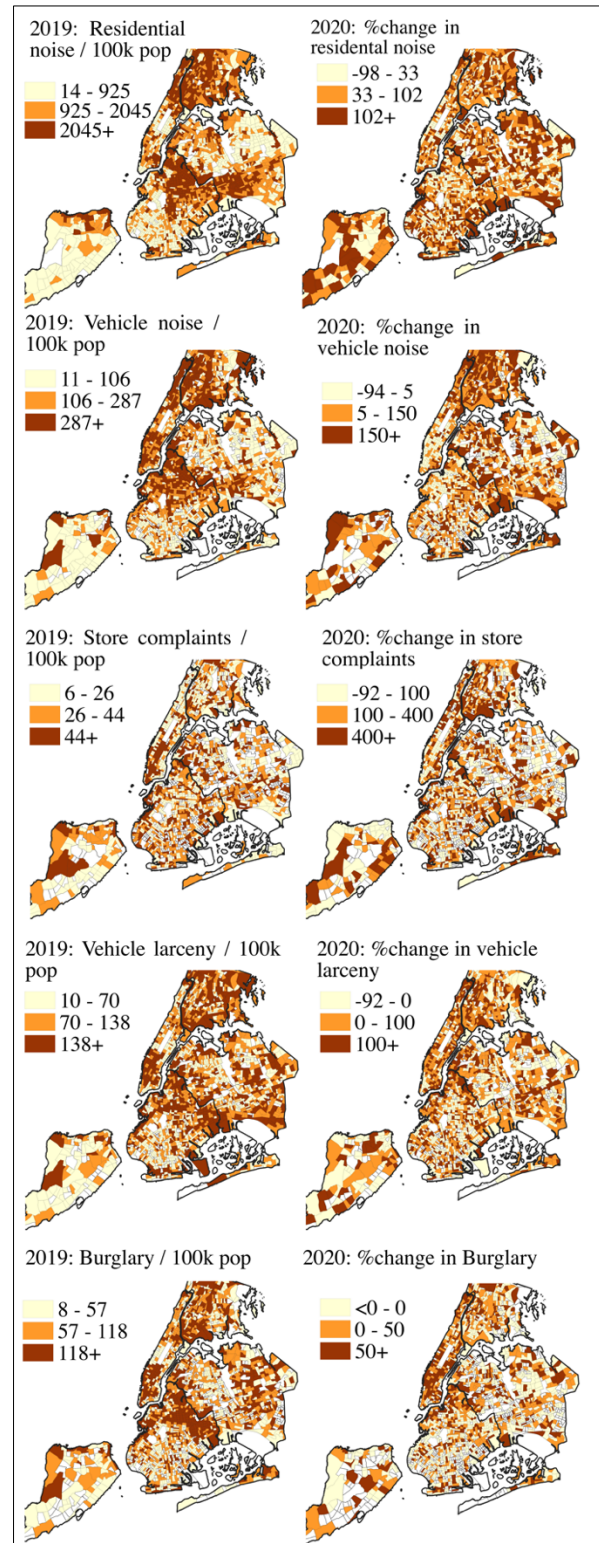 2019: Residential
noise / 100k pop
14 - 925
925 - 2045
2045+
2020: %change in
residental noise
-98 - 33
33 - 102
102+
2019: Vehicle noise /
100k pop
11 - 106
106 - 287
287+
2020: %change in
vehicle noise
-94 - 5
5 - 150
150+
2019: Store complaints /
100k pop
6 - 26
26 - 44
44+
2020: %change in store
complaints
-92 - 100
100 - 400
400+
2019: Vehicle larceny / 100k
pop
10 - 70
70 - 138
138+
2020: %change in vehicle
larceny
-92 - 0
0 - 100
100+
2019: Burglary / 100k pop
8 - 57
57 - 118
118+
2020: %change in Burglary
<0 - 0
0 - 50
50+